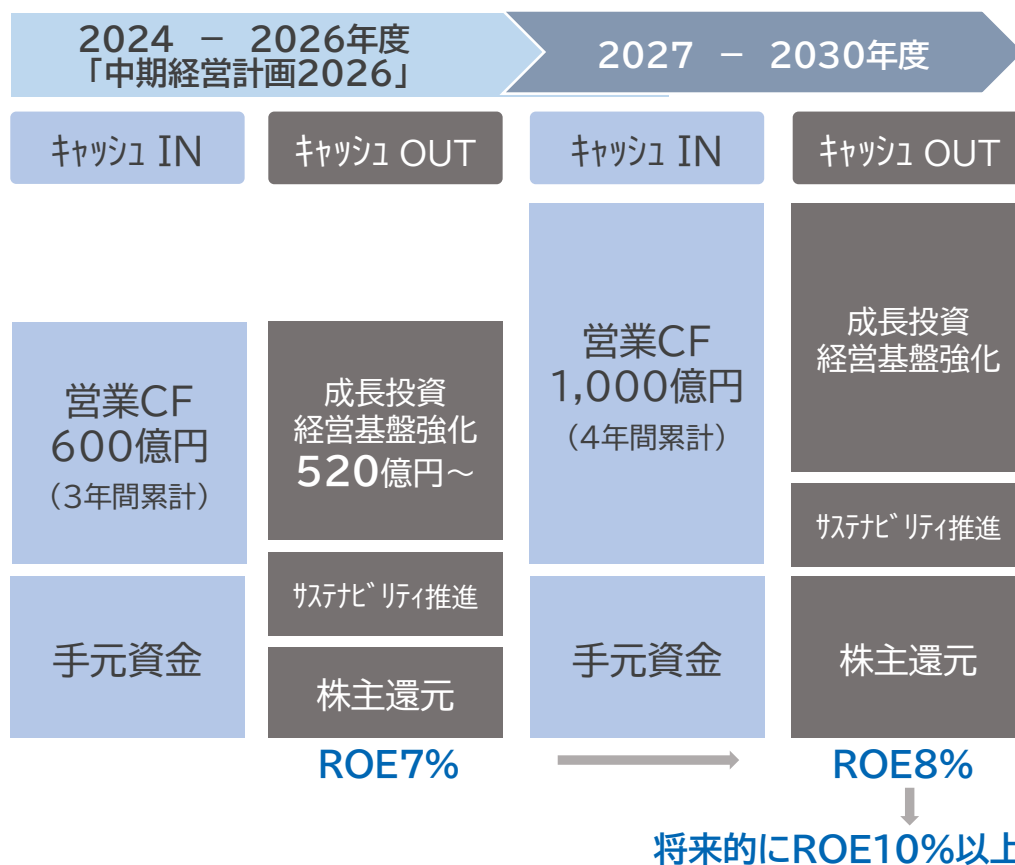 2024 － 2026年度
「中期経営計画2026」
2027 － 2030年度
ｷｬｯｼｭ IN
ｷｬｯｼｭ OUT
ｷｬｯｼｭ IN
ｷｬｯｼｭ OUT
営業CF
600億円
（3年間累計）
手元資金
成長投資
経営基盤強化
520億円～
ｻｽﾃﾅﾋﾞﾘﾃｨ推進
株主還元
営業CF
1,000億円
（4年間累計）
手元資金
成長投資
経営基盤強化
ｻｽﾃﾅﾋﾞﾘﾃｨ推進
株主還元
ROE7%
ROE8%
将来的にROE10%以上